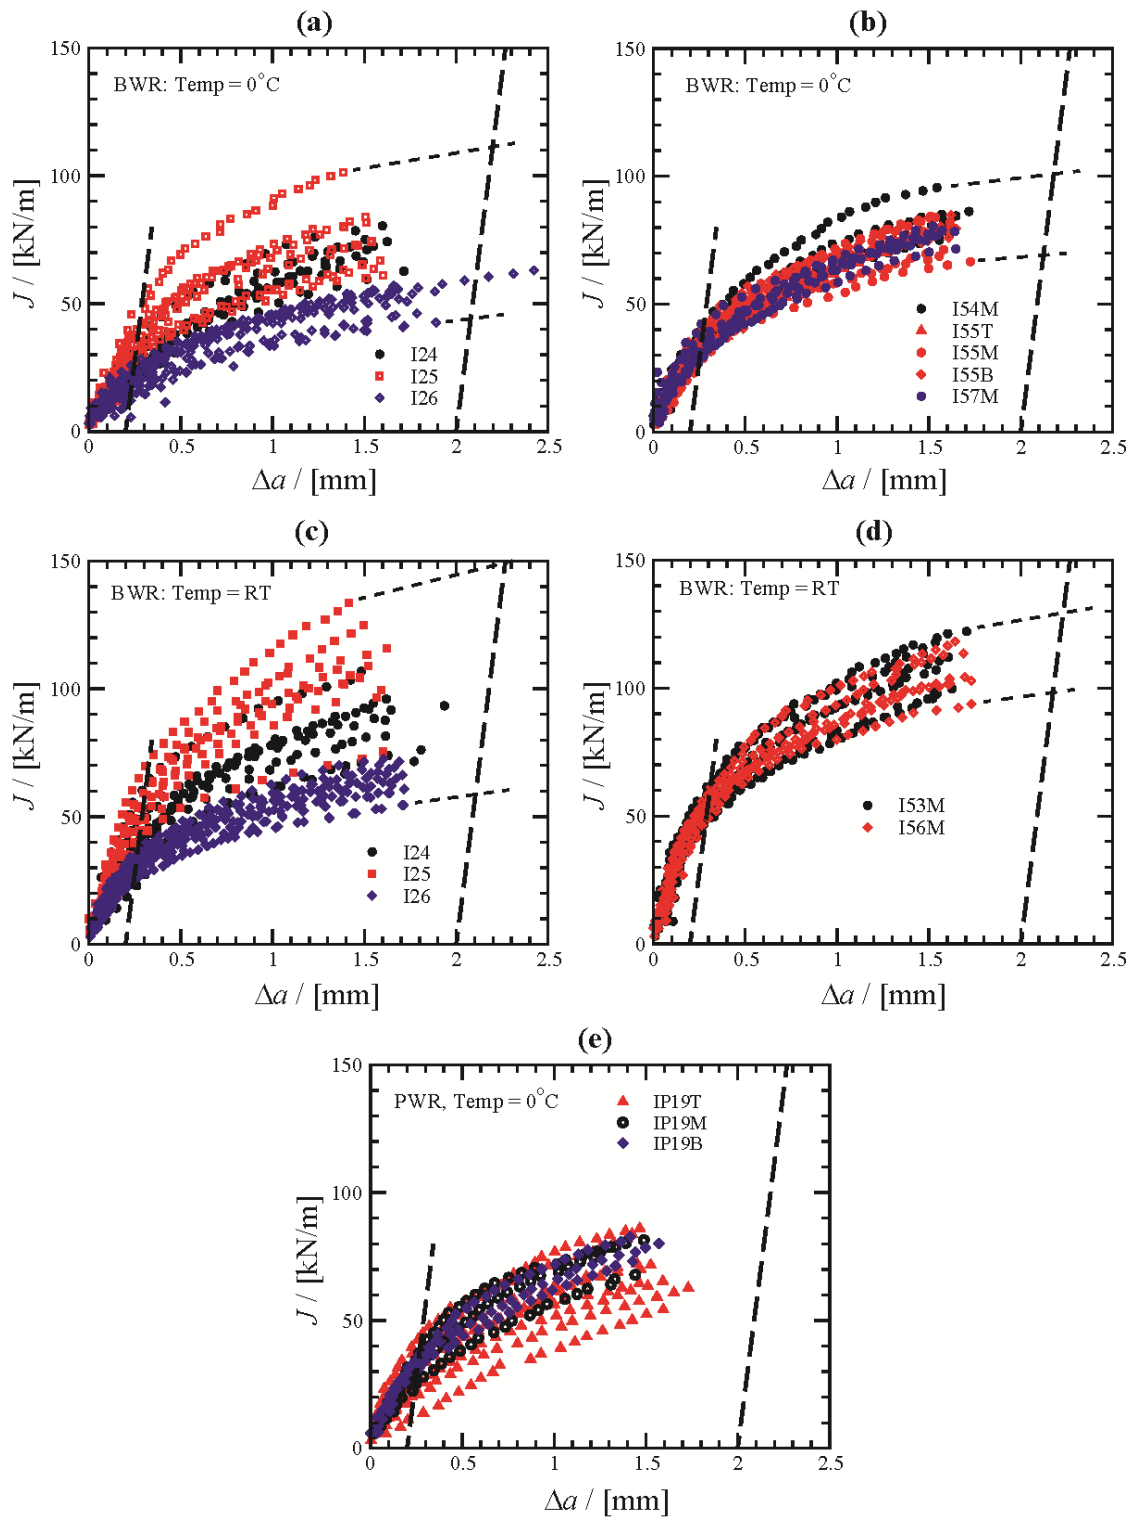 (a)
BWR: Temp = 0°C
J / [kN/m]
150
100
50
0
0 0.5 1 1.5 2 2.5
Δa / [mm]
I24
I25
I26
(b)
BWR: Temp = 0°C
J / [kN/m]
150
100
50
0
0 0.5 1 1.5 2 2.5
Δa / [mm]
I54M
I55T
I55M
I55B
I57M
(c)
BWR: Temp = RT
J / [kN/m]
150
100
50
0
0 0.5 1 1.5 2 2.5
Δa / [mm]
I24
I25
I26
(d)
BWR: Temp = RT
J / [kN/m]
150
100
50
0
0 0.5 1 1.5 2 2.5
Δa / [mm]
I53M
I56M
(e)
PWR, Temp = 0°C
J / [kN/m]
150
100
50
0
0 0.5 1 1.5 2 2.5
Δa / [mm]
IP19T
IP19M
IP19B